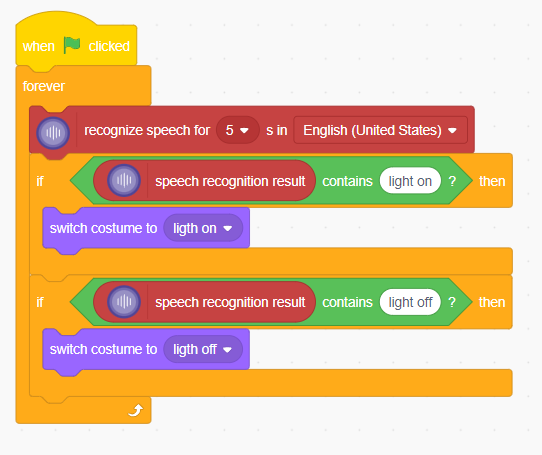 when clicked
forever
recognize speech for 5 s in English (United States)
if speech recognition result contains light on ? then
switch costume to ligth on
if speech recognition result contains light off ? then
switch costume to ligth off